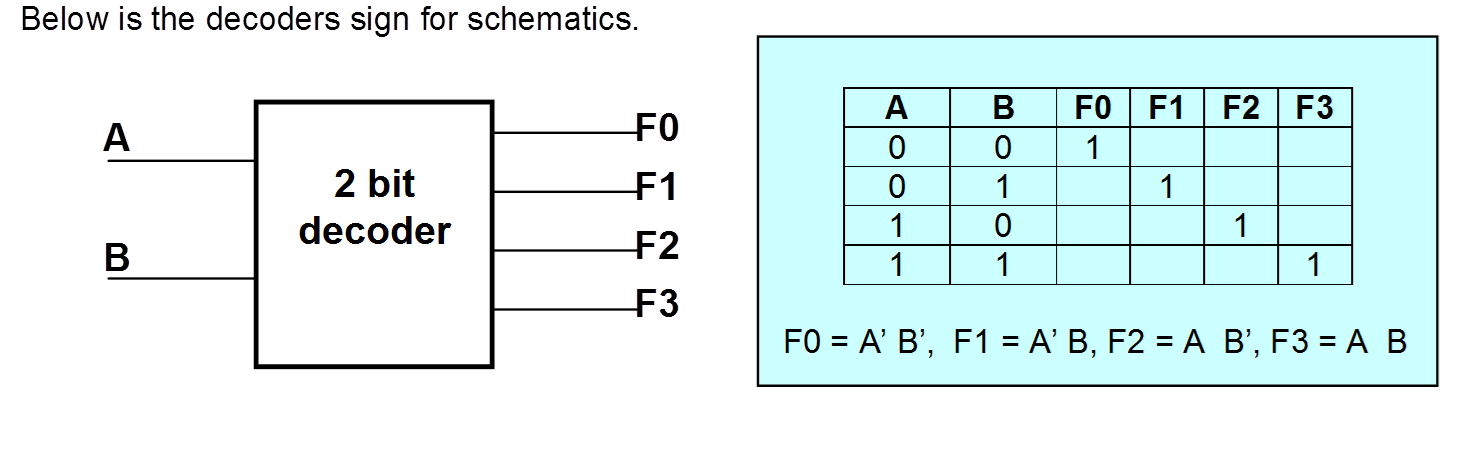 Below is the decoders sign for schematics.
A
B
2 bit
decoder
F0
F1
F2
F3
A B F0 F1 F2 F3
0 0 1
0 1 1
1 0 1
1 1 1
F0 = A’ B’, F1 = A’ B, F2 = A B’, F3 = A B